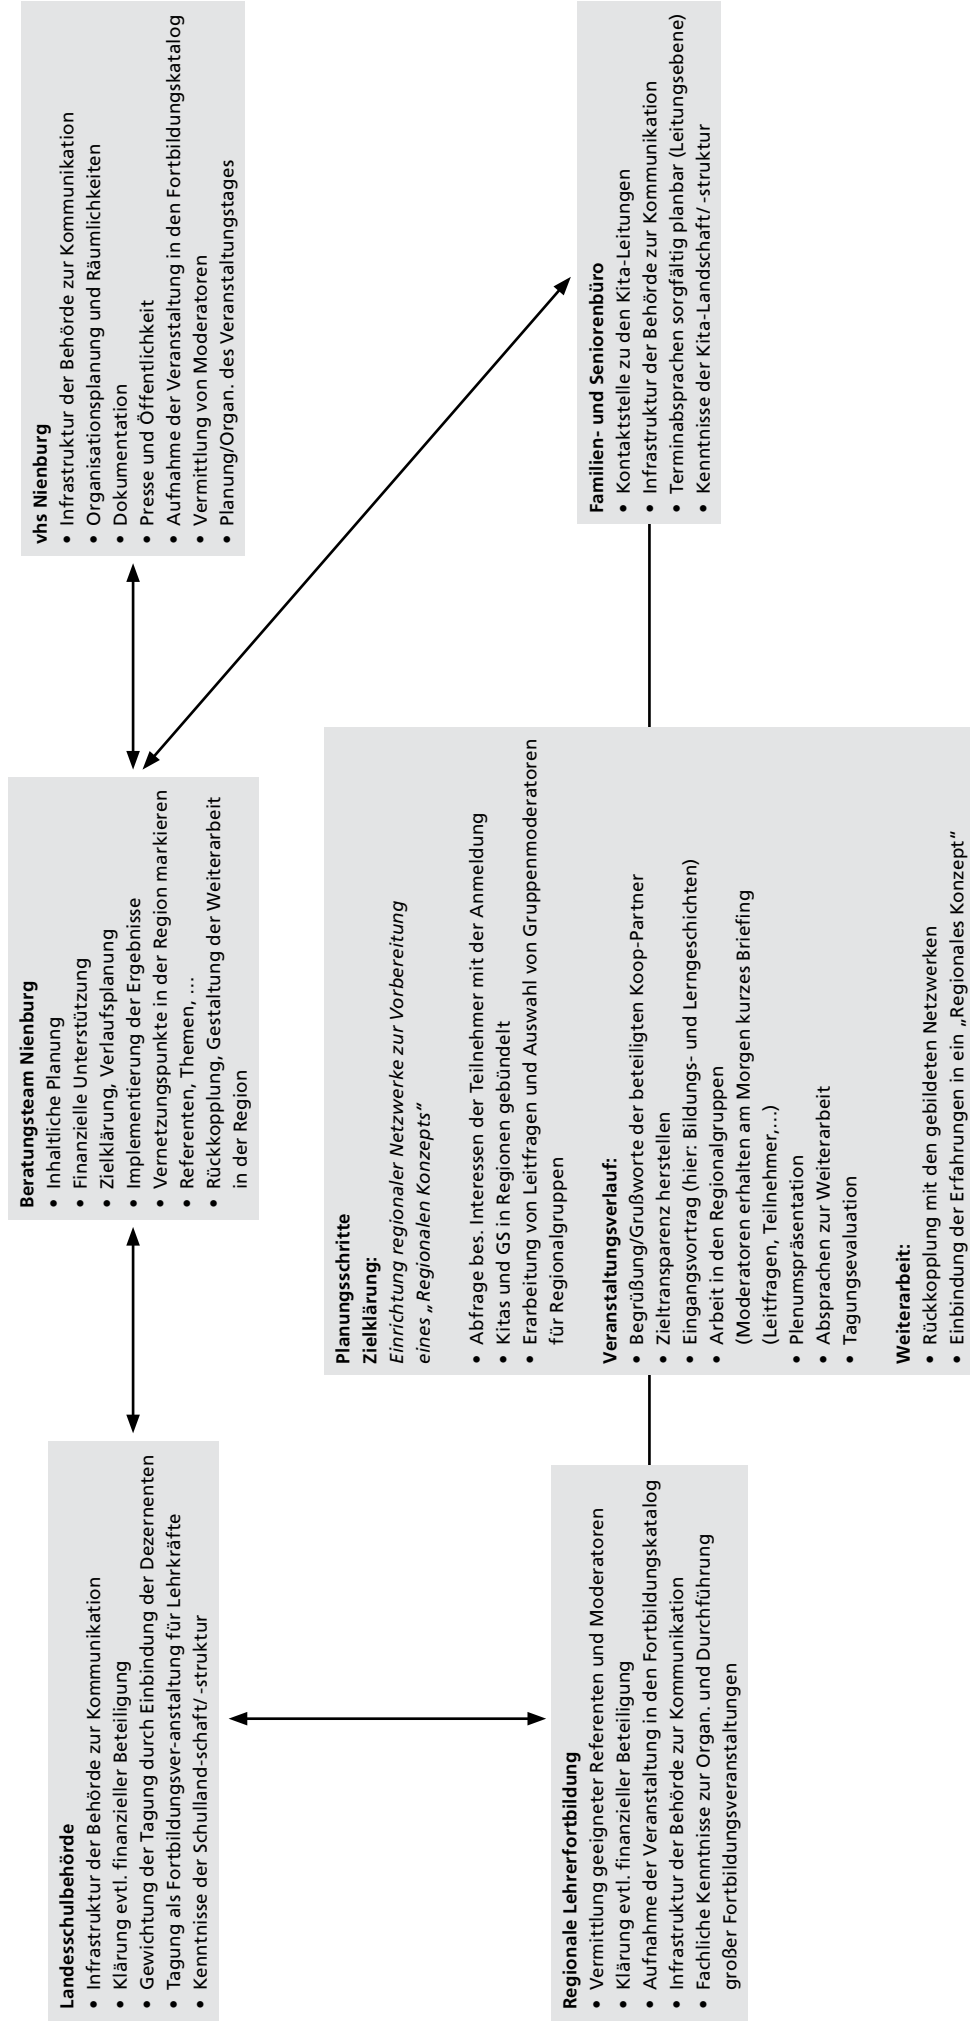 Landesschulbehörde
• Infrastruktur der Behörde zur Kommunikation
• Klärung evtl. finanzieller Beteiligung
• Gewichtung der Tagung durch Einbindung der Dezernenten
• Tagung als Fortbildungsver-anstaltung für Lehrkräfte
• Kenntnisse der Schulland-schaft/ -struktur
Beratungsteam Nienburg
• Inhaltliche Planung
• Finanzielle Unterstützung
• Zielklärung, Verlaufsplanung
• Implementierung der Ergebnisse
• Vernetzungspunkte in der Region markieren
• Referenten, Themen, …
• Rückopplung, Gestaltung der Weiterarbeit
in der Region
vhs Nienburg
• Infrastruktur der Behörde zur Kommunikation
• Organisationsplanung und Räumlichkeiten
• Dokumentation
• Presse und Öffentlichkeit
• Aufnahme der Veranstaltung in den Fortbildungskatalog
• Vermittlung von Moderatoren
• Planung/Organ. des Veranstaltungstages
Regionale Lehrerfortbildung
• Vermittlung geeigneter Referenten und Moderatoren
• Klärung evtl. finanzieller Beteiligung
• Aufnahme der Veranstaltung in den Fortbildungskatalog
• Infrastruktur der Behörde zur Kommunikation
• Fachliche Kenntnisse zur Organ. und Durchführung
großer Fortbildungsveranstaltungen
Planungsschritte
Zielklärung:
Einrichtung regionaler Netzwerke zur Vorbereitung
eines „Regionalen Konzepts“
• Abfrage bes. Interessen der Teilnehmer mit der Anmeldung
• Kitas und GS in Regionen gebündelt
• Erarbeitung von Leitfragen und Auswahl von Gruppenmoderatoren
für Regionalgruppen
Veranstaltungsverlauf:
• Begrüßung/Grußworte der beteiligten Koop-Partner
• Zieltransparenz herstellen
• Eingangsvortrag (hier: Bildungs- und Lerngeschichten)
• Arbeit in den Regionalgruppen
(Moderatoren erhalten am Morgen kurzes Briefing
(Leitfragen, Teilnehmer,…)
• Plenumspräsentation
• Absprachen zur Weiterarbeit
• Tagungsevaluation
Weiterarbeit:
• Rückkopplung mit den gebildeten Netzwerken
• Einbindung der Erfahrungen in ein „Regionales Konzept“
Familien- und Seniorenbüro
• Kontaktstelle zu den Kita-Leitungen
• Infrastruktur der Behörde zur Kommunikation
• Terminabsprachen sorgfältig planbar (Leitungsebene)
• Kenntnisse der Kita-Landschaft/ -struktur